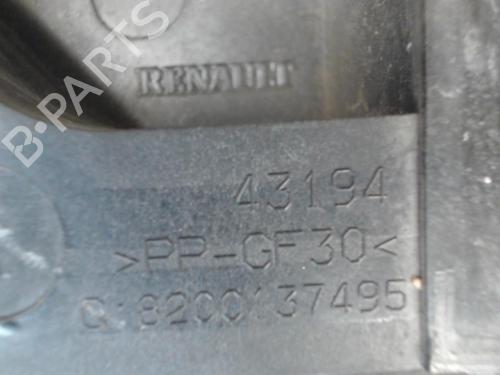 B-PARTS
RENAULT
43194
>PP-GF30<
8200137495